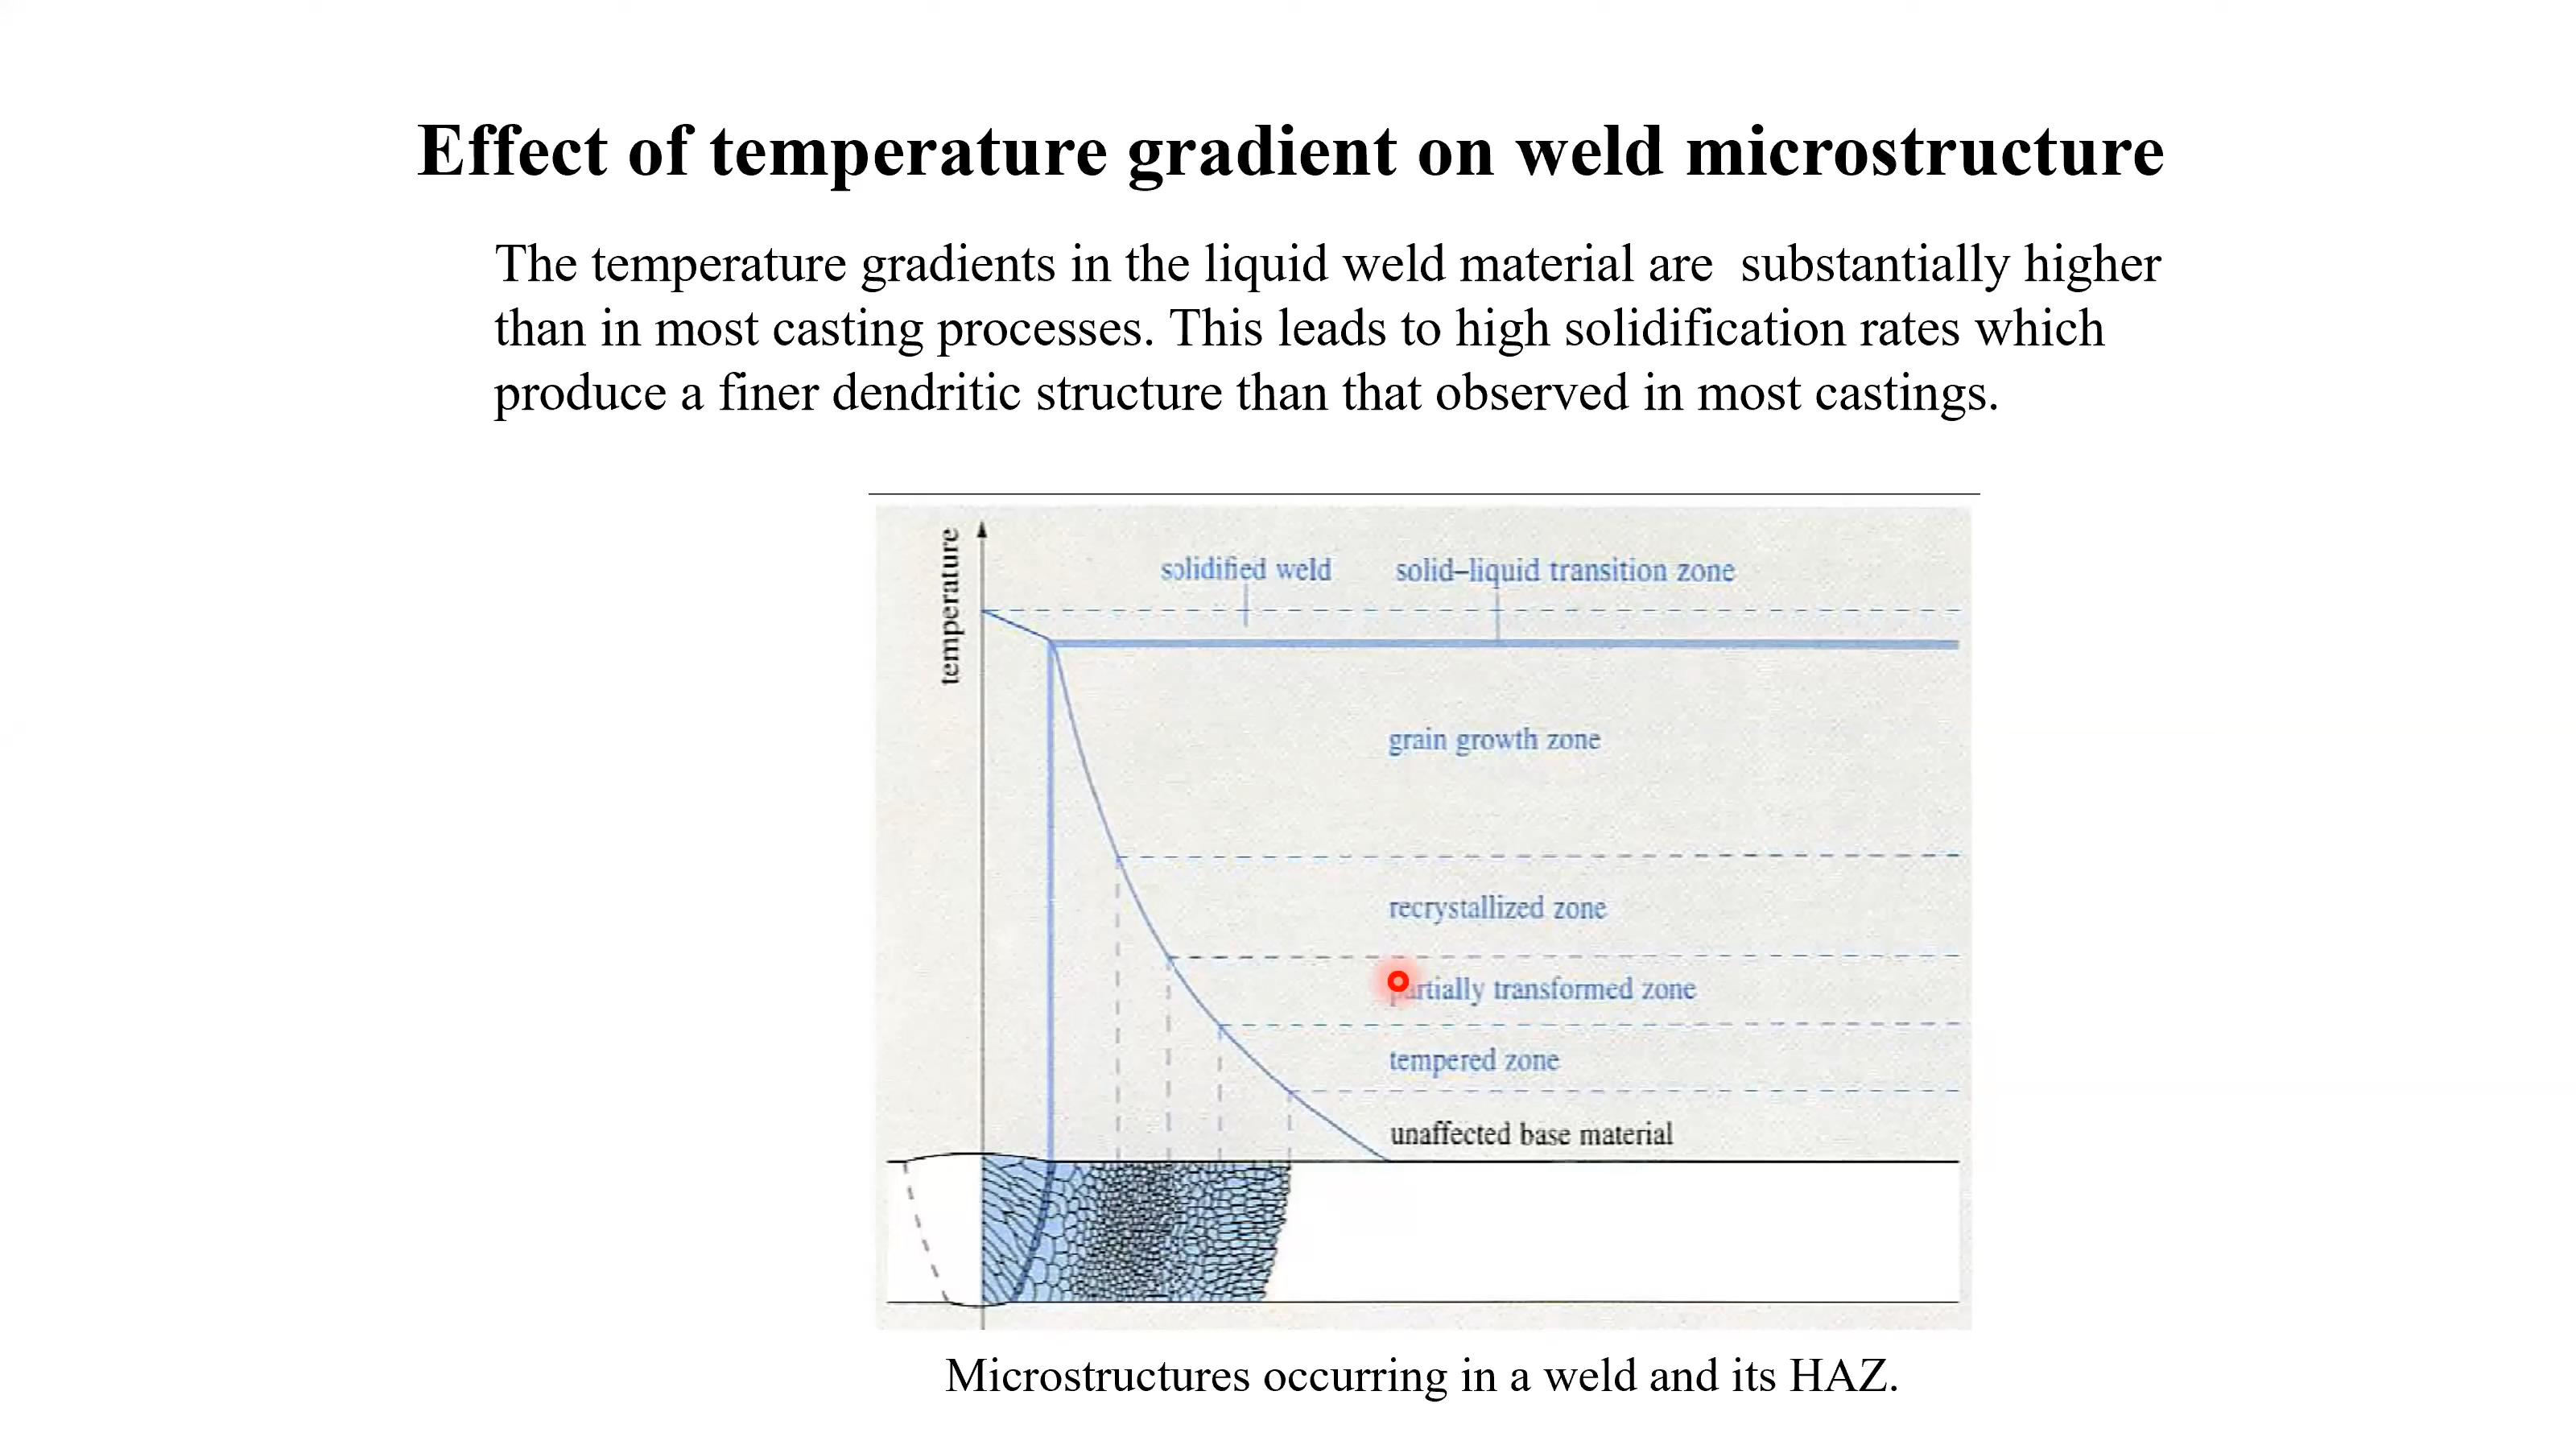 Effect of temperature gradient on weld microstructure
The temperature gradients in the liquid weld material are substantially higher
than in most casting processes. This leads to high solidification rates which
produce a finer dendritic structure than that observed in most castings.
temperature
solidified weld
solid–liquid transition zone
grain growth zone
recrystallized zone
partially transformed zone
tempered zone
unaffected base material
Microstructures occurring in a weld and its HAZ.